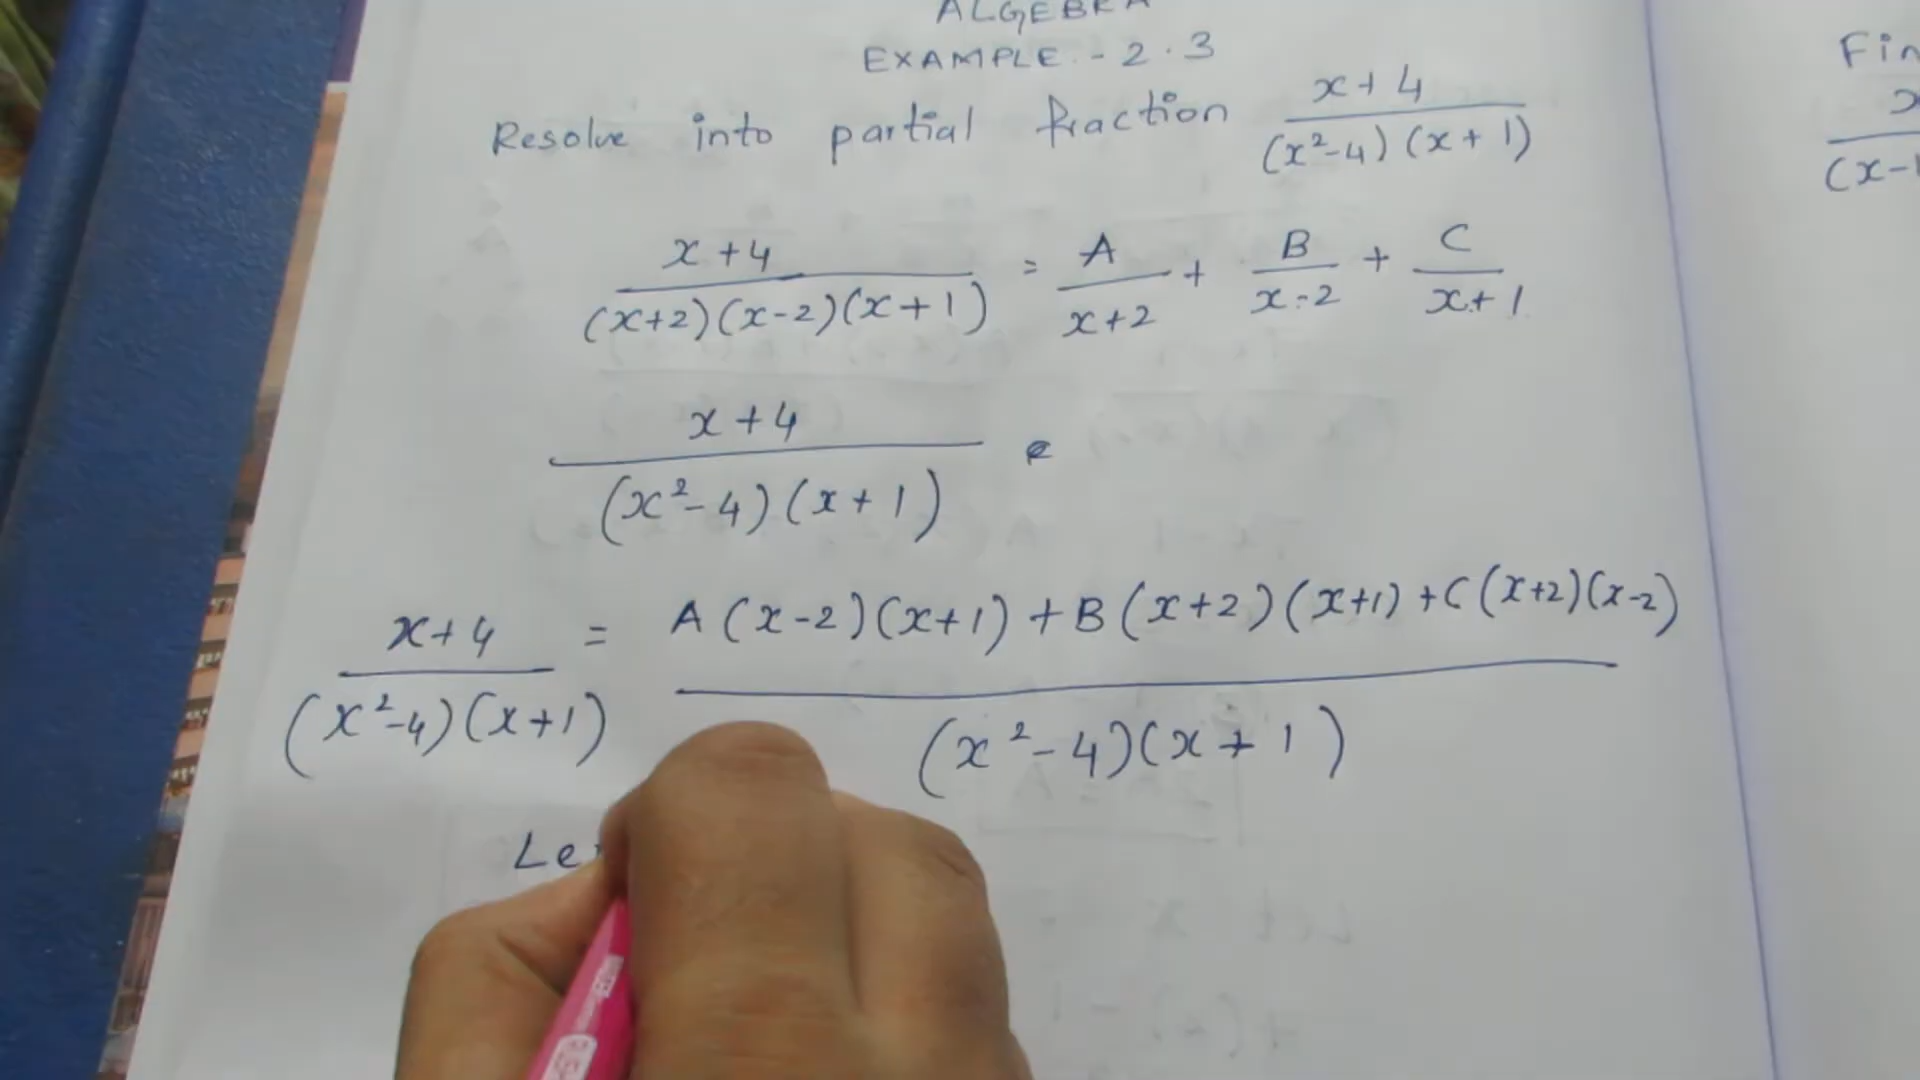 ALGEBRA
EXAMPLE - 2.3
Resolve into partial fraction x+4 / (x²-4)(x+1)
x+4 / (x+2)(x-2)(x+1) = A / x+2 + B / x-2 + C / x+1
x+4 / (x²-4)(x+1)
x+4 / (x²-4)(x+1) = A(x-2)(x+1)+B(x+2)(x+1)+C(x+2)(x-2) / (x²-4)(x+1)
Le
Fin
x
(x-1